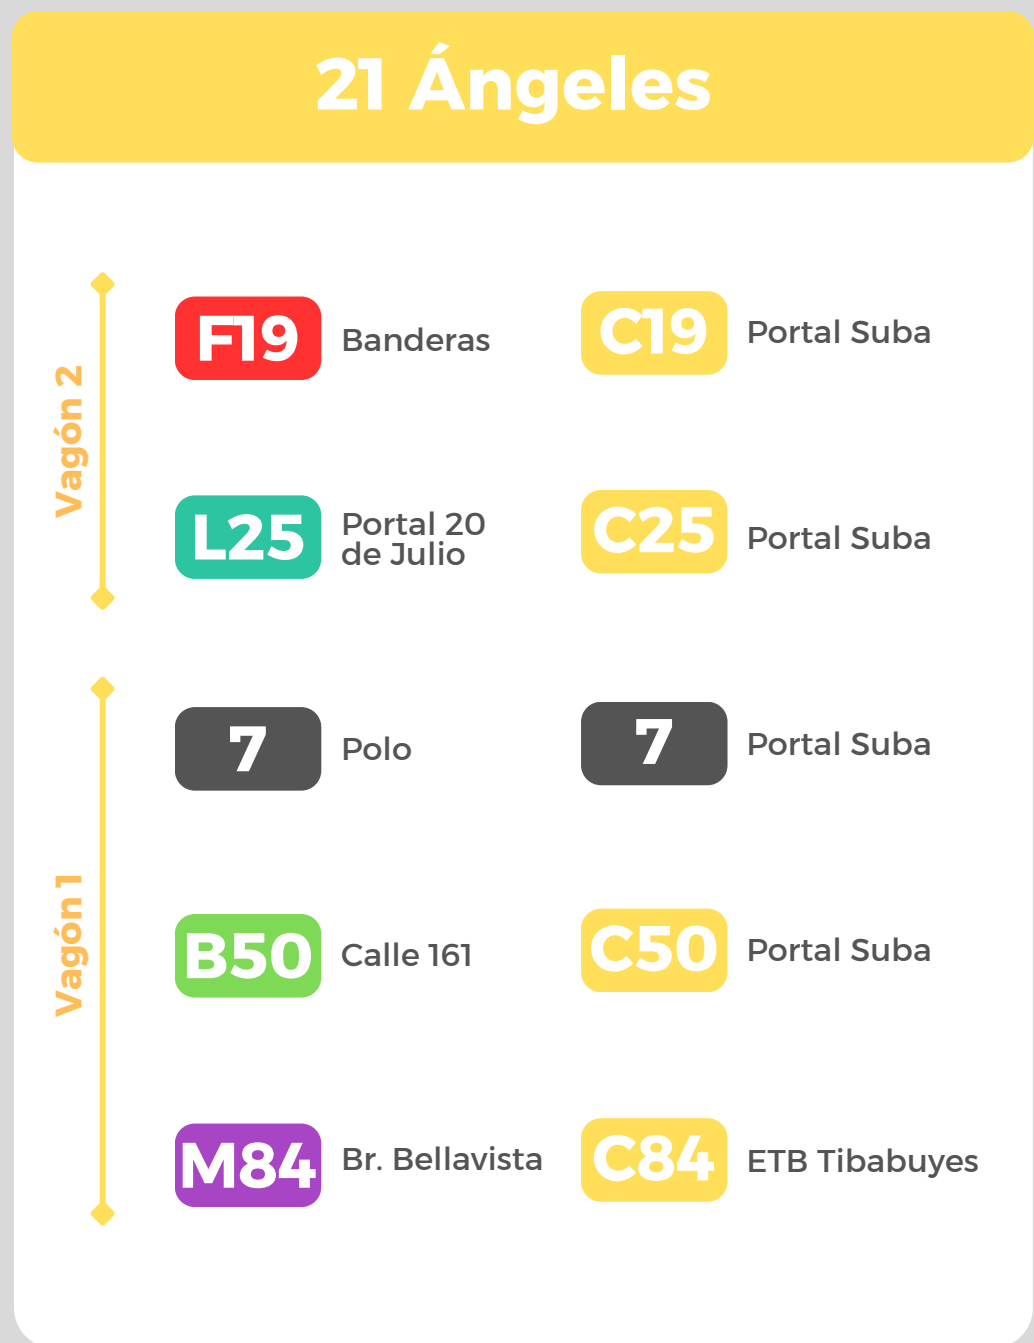 21 Ángeles
Vagón 2
F19 Banderas
C19 Portal Suba
L25 Portal 20
de Julio
C25 Portal Suba
Vagón 1
7 Polo
7 Portal Suba
B50 Calle 161
C50 Portal Suba
M84 Br. Bellavista
C84 ETB Tibabuyes